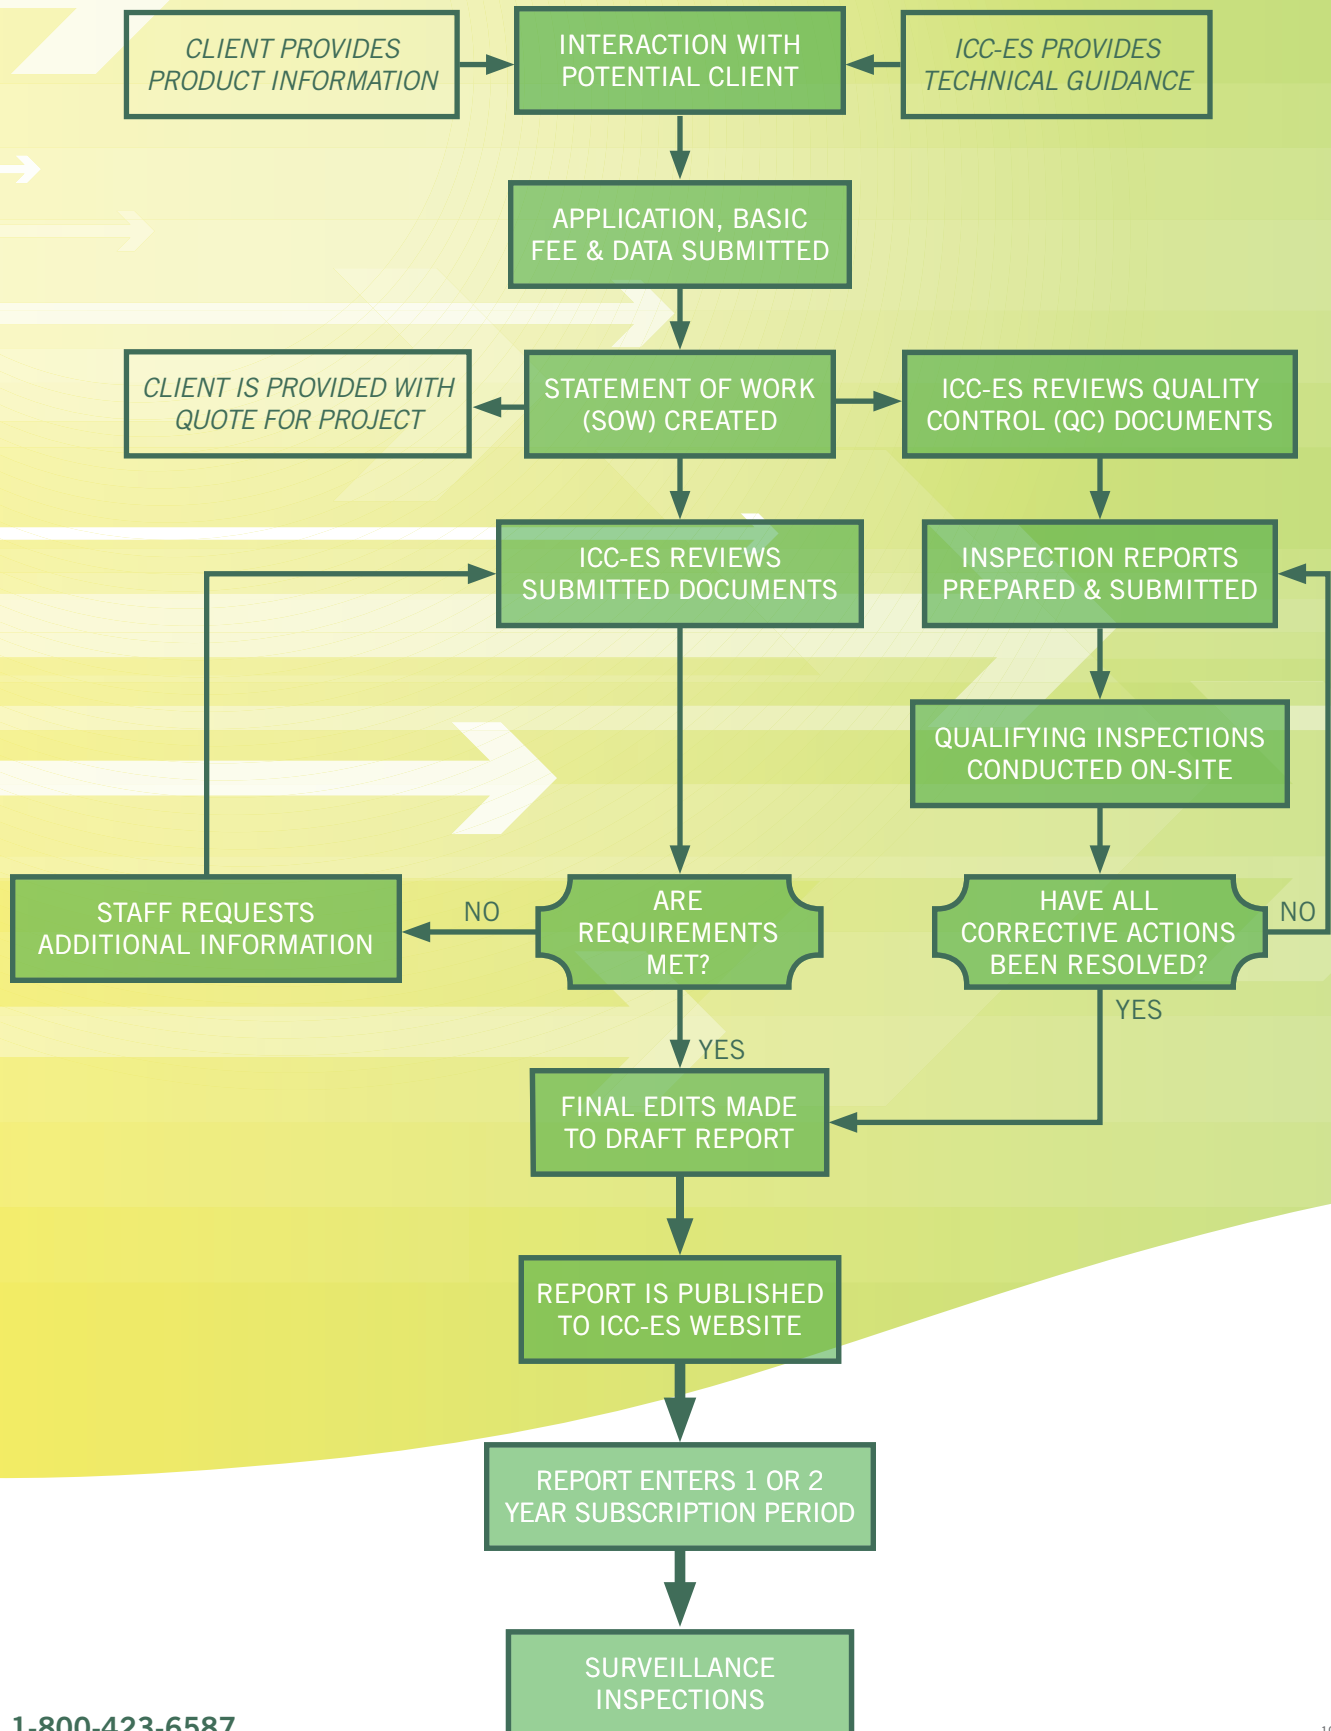 CLIENT PROVIDES
PRODUCT INFORMATION
INTERACTION WITH
POTENTIAL CLIENT
ICC-ES PROVIDES
TECHNICAL GUIDANCE
APPLICATION, BASIC
FEE & DATA SUBMITTED
CLIENT IS PROVIDED WITH
QUOTE FOR PROJECT
STATEMENT OF WORK
(SOW) CREATED
ICC-ES REVIEWS QUALITY
CONTROL (QC) DOCUMENTS
ICC-ES REVIEWS
SUBMITTED DOCUMENTS
INSPECTION REPORTS
PREPARED & SUBMITTED
QUALIFYING INSPECTIONS
CONDUCTED ON-SITE
STAFF REQUESTS
ADDITIONAL INFORMATION
NO
ARE
REQUIREMENTS
MET?
HAVE ALL
CORRECTIVE ACTIONS
BEEN RESOLVED?
NO
YES
YES
FINAL EDITS MADE
TO DRAFT REPORT
REPORT IS PUBLISHED
TO ICC-ES WEBSITE
REPORT ENTERS 1 OR 2
YEAR SUBSCRIPTION PERIOD
SURVEILLANCE
INSPECTIONS
1-800-423-6587